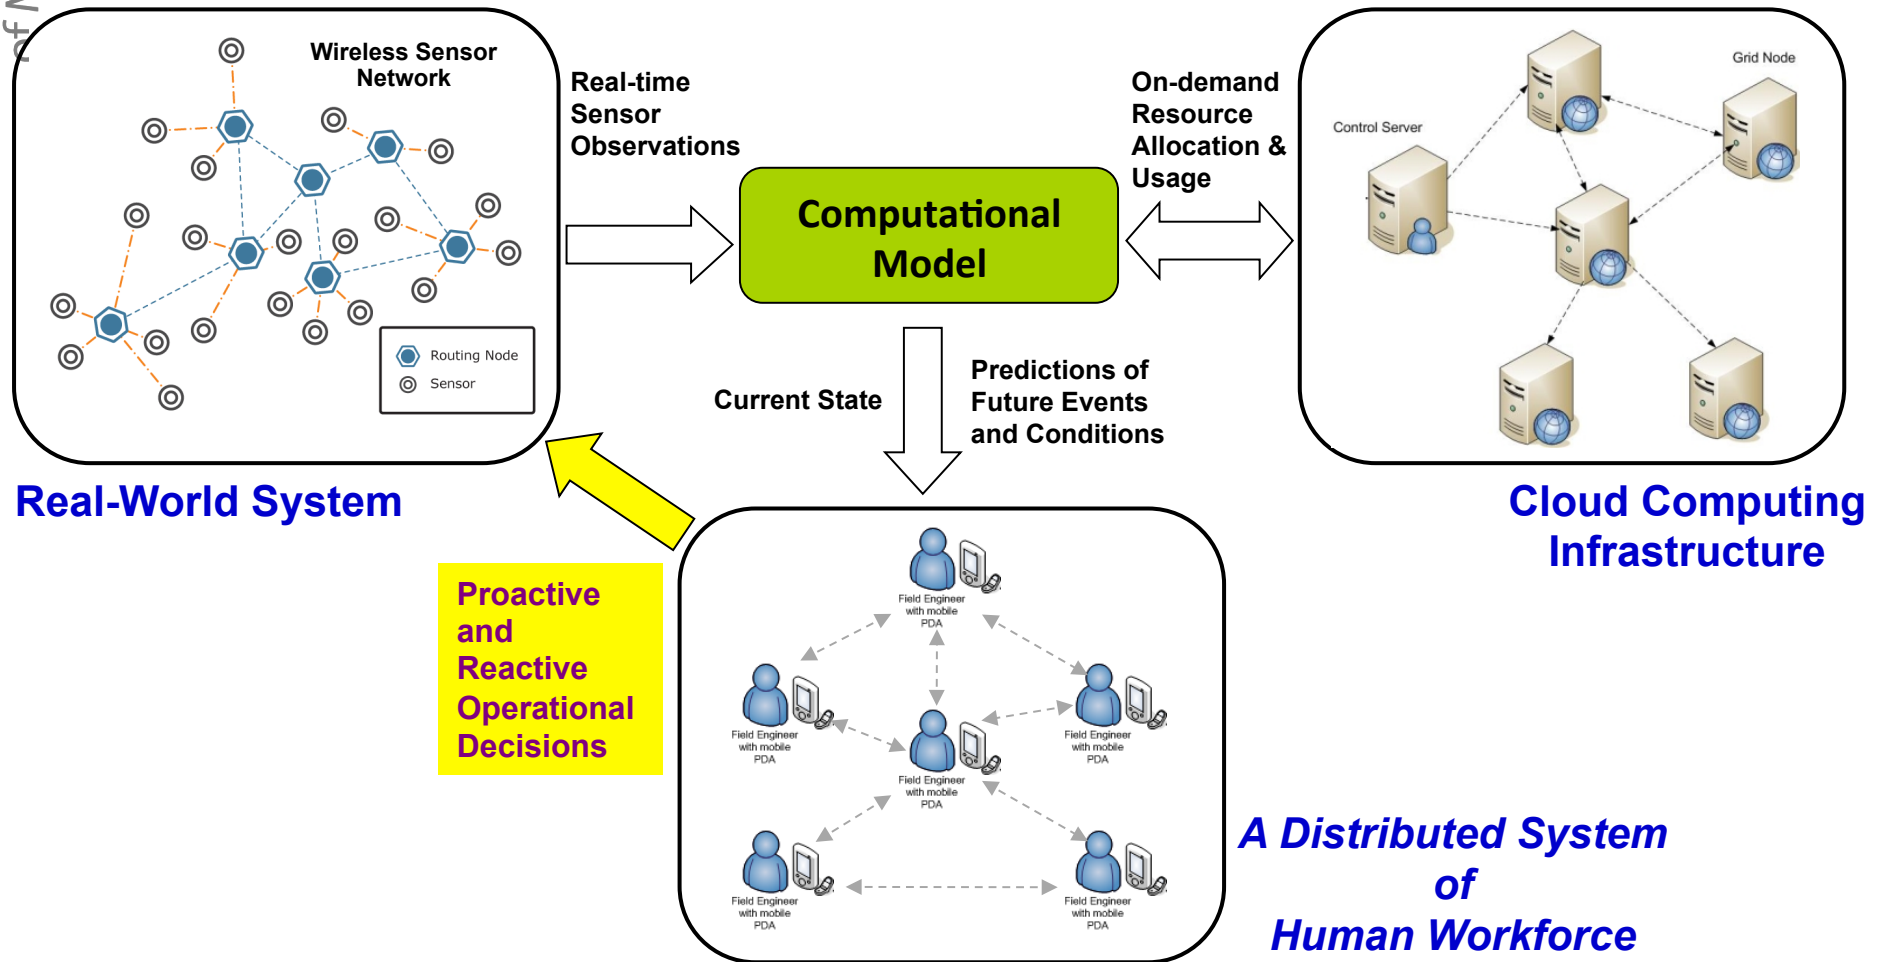 of
Wireless Sensor
Network
Routing Node
Sensor
Real-World System
Real-time
Sensor
Observations
Computational
Model
On-demand
Resource
Allocation &
Usage
Control Server
Grid Node
Cloud Computing
Infrastructure
Current State
Predictions of
Future Events
and Conditions
Proactive
and
Reactive
Operational
Decisions
Field Engineer
with mobile
PDA
Field Engineer
with mobile
PDA
Field Engineer
with mobile
PDA
Field Engineer
with mobile
PDA
Field Engineer
with mobile
PDA
Field Engineer
with mobile
PDA
A Distributed System
of
Human Workforce